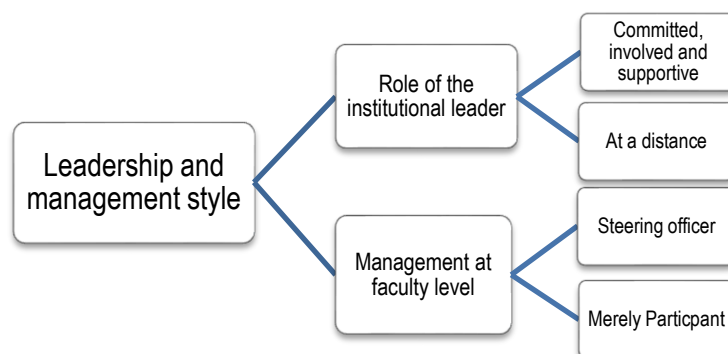 Leadership and
management style
Role of the
institutional leader
Committed,
involved and
supportive
At a distance
Management at
faculty level
Steering officer
Merely Particpant